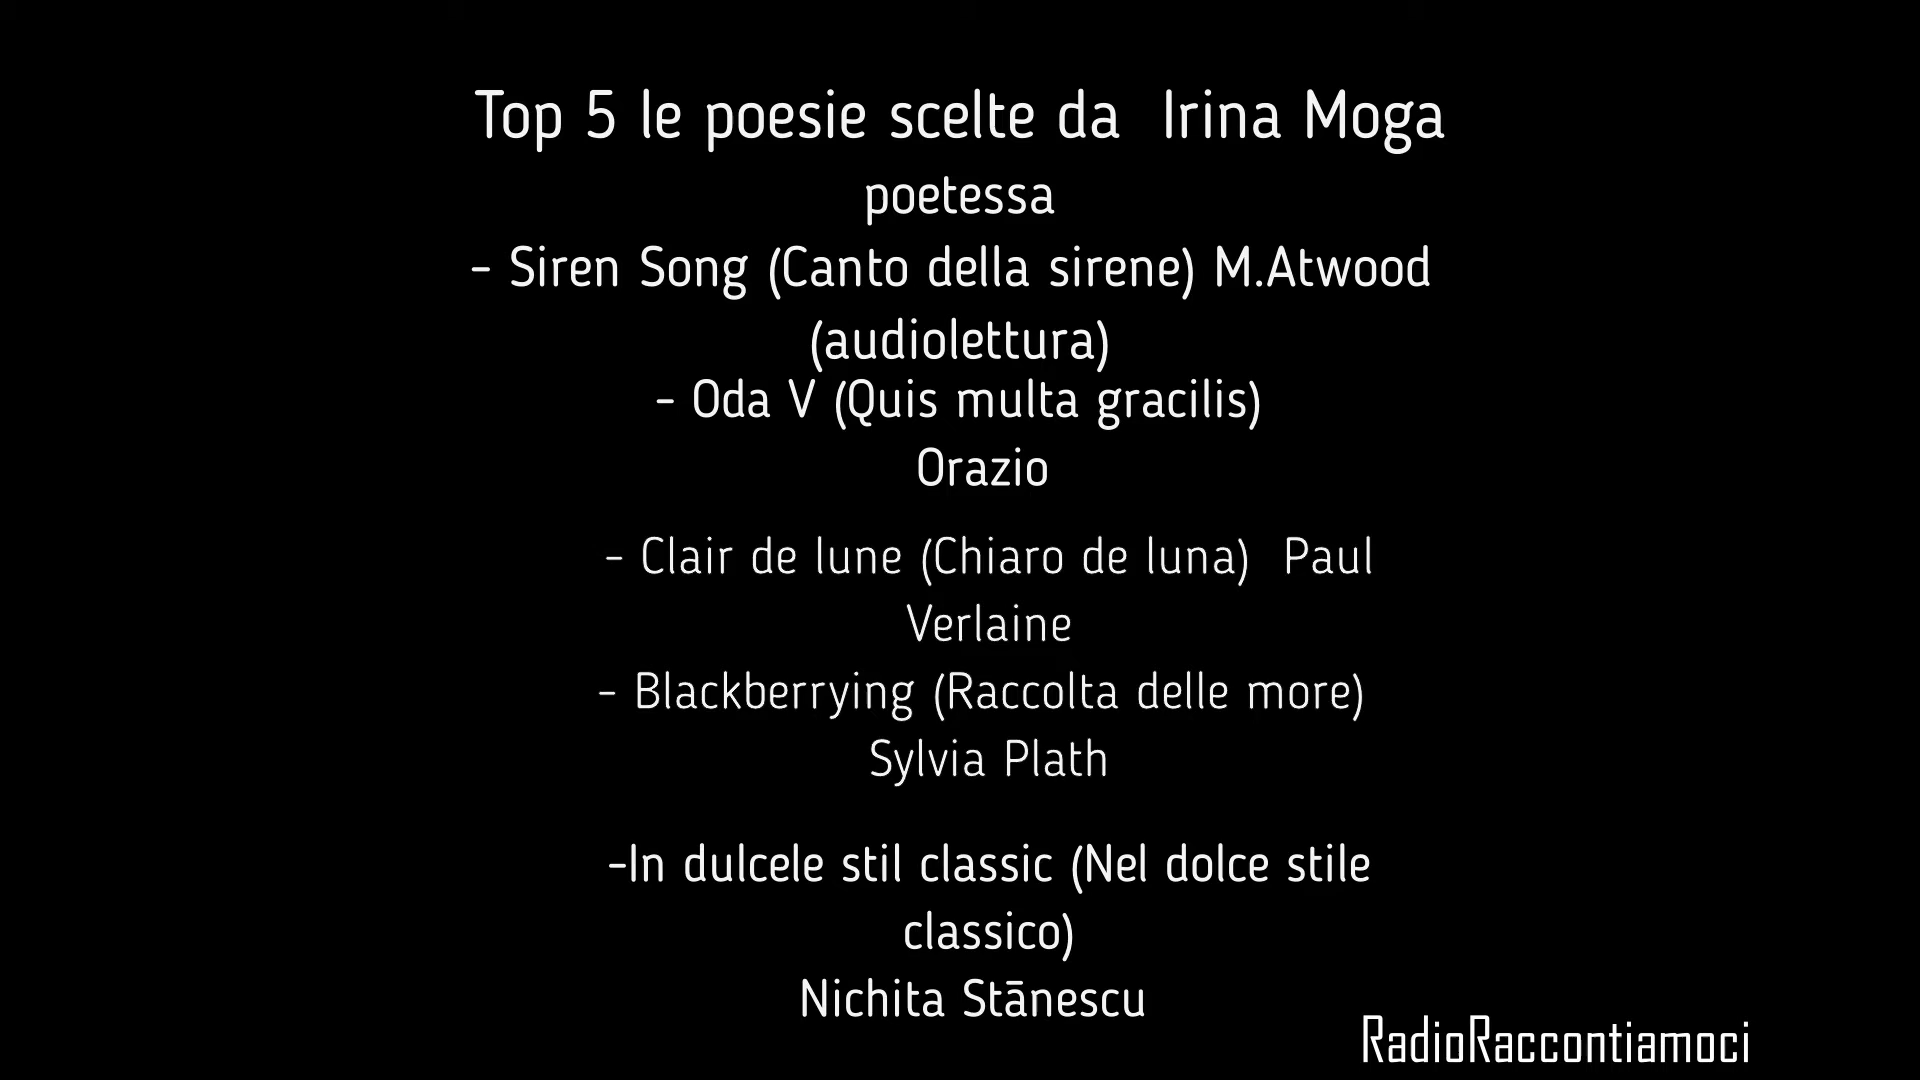 Top 5 le poesie scelte da  Irina Moga
poetessa
- Siren Song (Canto della sirene) M.Atwood
(audiolettura)
- Oda V (Quis multa gracilis)
Orazio
- Clair de lune (Chiaro de luna)  Paul
Verlaine
- Blackberrying (Raccolta delle more)
Sylvia Plath
-In dulcele stil classic (Nel dolce stile
classico)
Nichita Stānescu
RadioRaccontiamoci